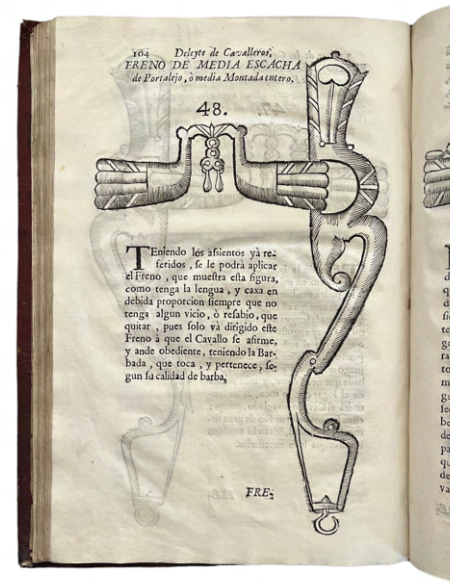 104 Deleyte de Cavalleros,
FRENO DE MEDIA ESCACHA
de Portalejo, ò media Montada entero.
48.
TEniendo los assientos yà re-
feridos, se le podrà aplicar
el Freno, que muestra esta figura,
como tenga la lengua, y caxa en
debida proporcion siempre que no
tenga algun vicio, ò resabio, que
quitar, pues solo và dirigido este
Freno à que el Cavallo se afirme,
y ande obediente, teniendo la Bar-
bada, que toca, y pertenece, se-
gun su calidad de barba,
FRE-